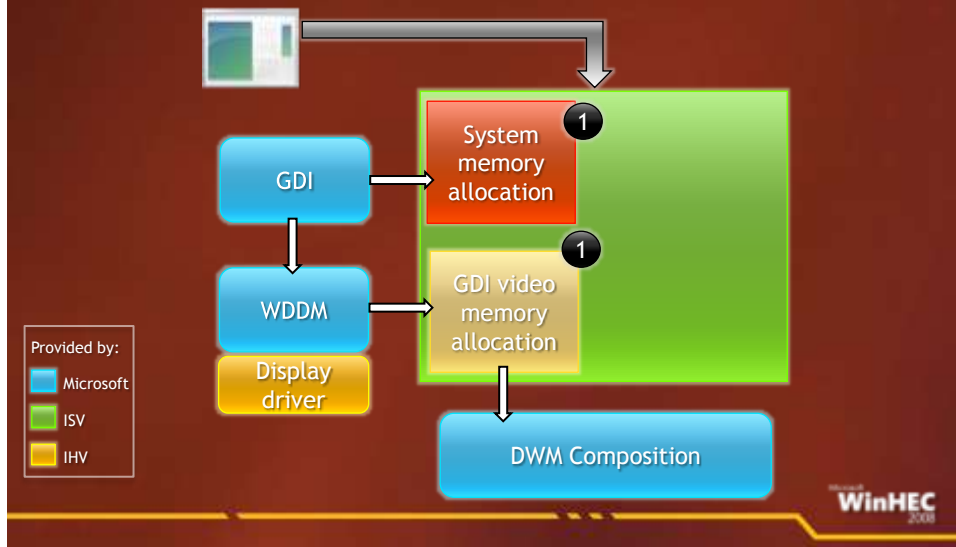 System
memory
allocation
1
GDI
1
GDI video
memory
allocation
WDDM
Display
driver
Provided by:
Microsoft
ISV
IHV
DWM Composition
Microsoft
WinHEC
2008